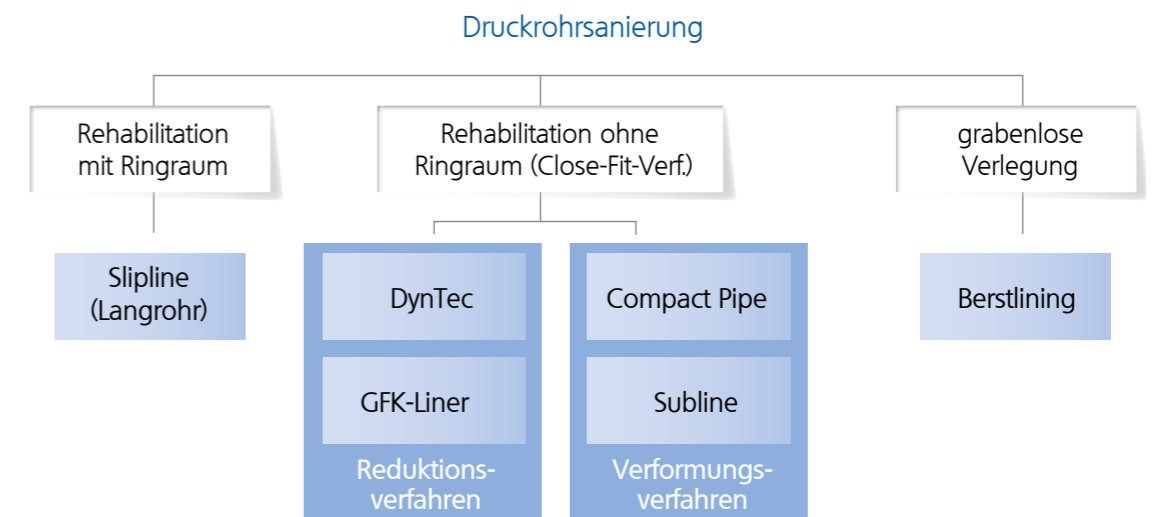 Druckrohrsanierung
Rehabilitation
mit Ringraum
Rehabilitation ohne
Ringraum (Close-Fit-Verf.)
grabenlose
Verlegung
Slipline
(Langrohr)
DynTec
GFK-Liner
Reduktions-
verfahren
Compact Pipe
Subline
Verformungs-
verfahren
Berstlining